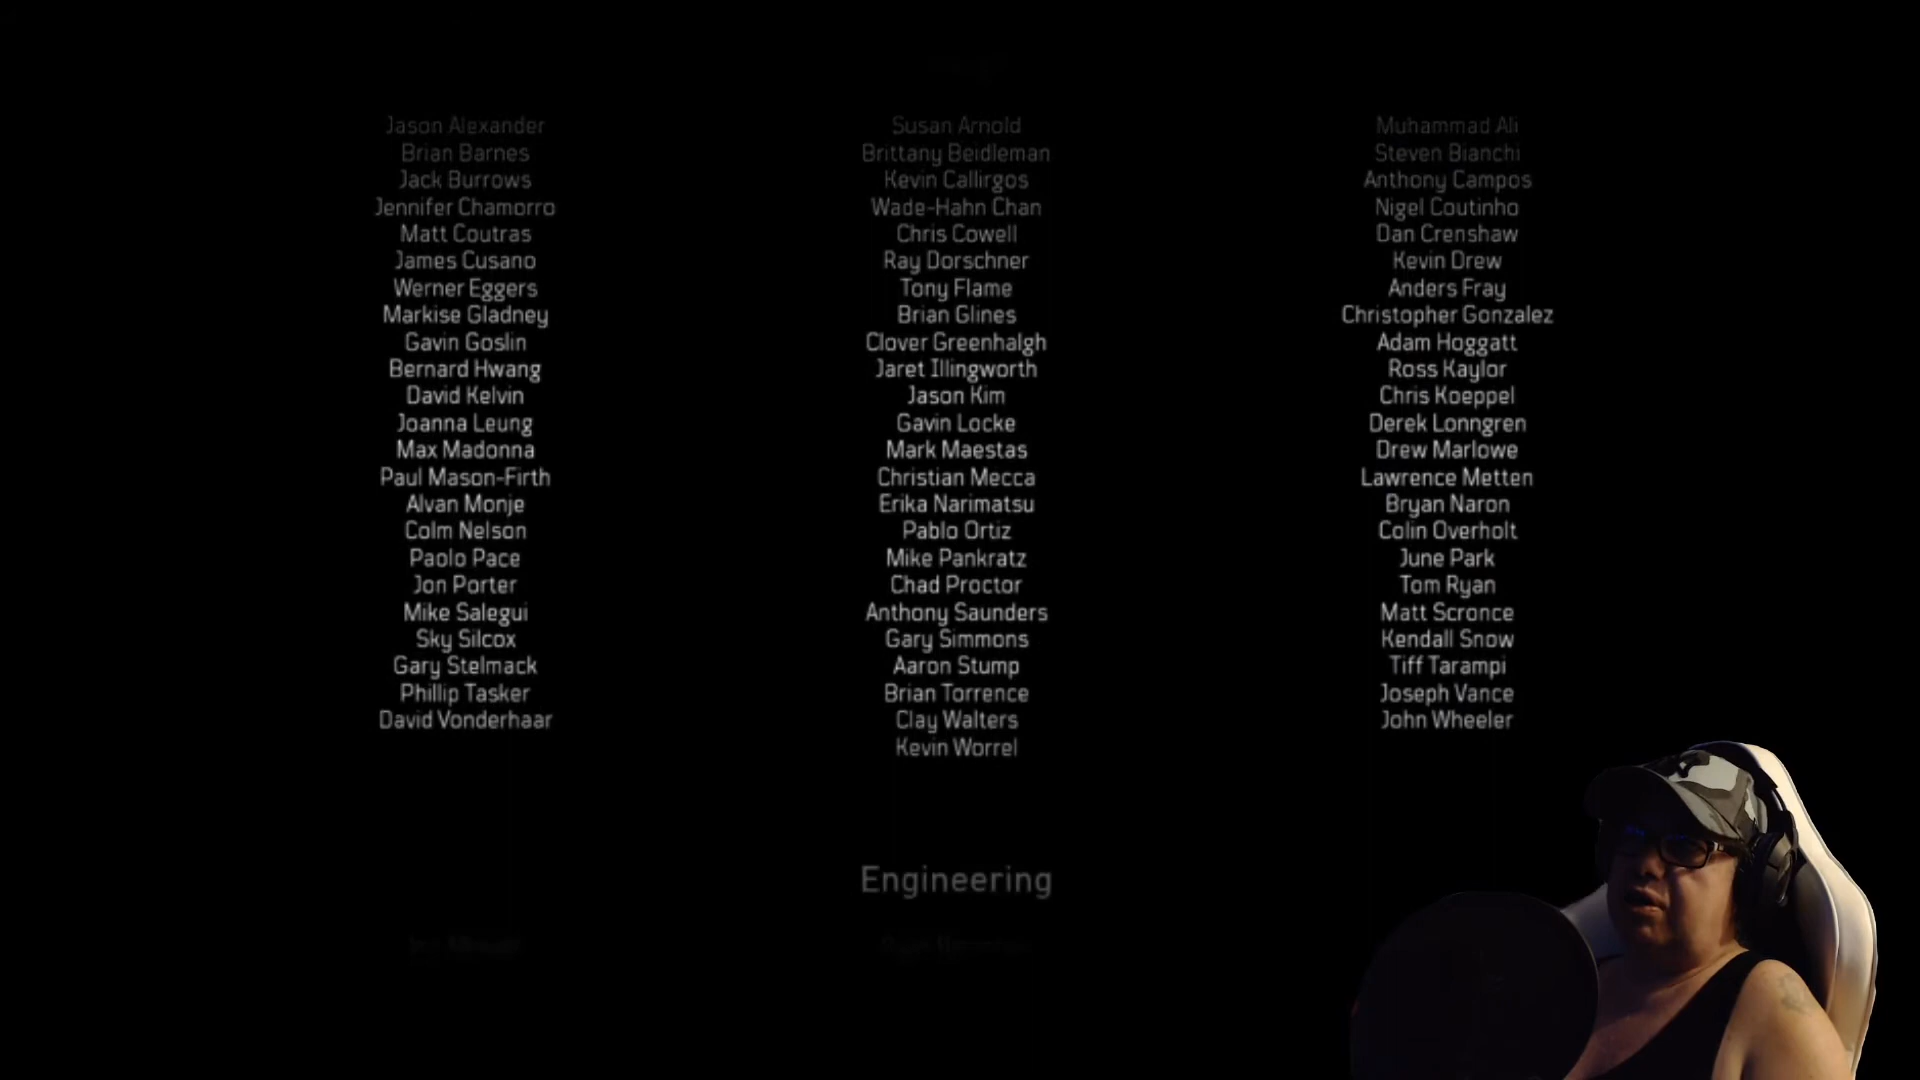 Jason Alexander Susan Arnold Muhammad Ali
Brian Barnes Brittany Beidleman Steven Bianchi
Jack Burrows Kevin Callirgos Anthony Campos
Jennifer Chamorro Wade-Hahn Chan Nigel Coutinho
Matt Coutras Chris Cowell Dan Crenshaw
James Cusano Ray Dorschner Kevin Drew
Werner Eggers Tony Flame Anders Fray
Markise Gladney Brian Glines Christopher Gonzalez
Gavin Goslin Clover Greenhalgh Adam Hoggatt
Bernard Hwang Jaret Illingworth Ross Kaylor
David Kelvin Jason Kim Chris Koeppel
Joanna Leung Gavin Locke Derek Lonngren
Max Madonna Mark Maestas Drew Marlowe
Paul Mason-Firth Christian Mecca Lawrence Metten
Alvan Monje Erika Narimatsu Bryan Naron
Colm Nelson Pablo Ortiz Colin Overholt
Paolo Pace Mike Pankratz June Park
Jon Porter Chad Proctor Tom Ryan
Mike Salegui Anthony Saunders Matt Scronce
Sky Silcox Gary Simmons Kendall Snow
Gary Stelmack Aaron Stump Tiff Tarampi
Phillip Tasker Brian Torrence Joseph Vance
David Vonderhaar Clay Walters John Wheeler
Kevin Worrel
Engineering